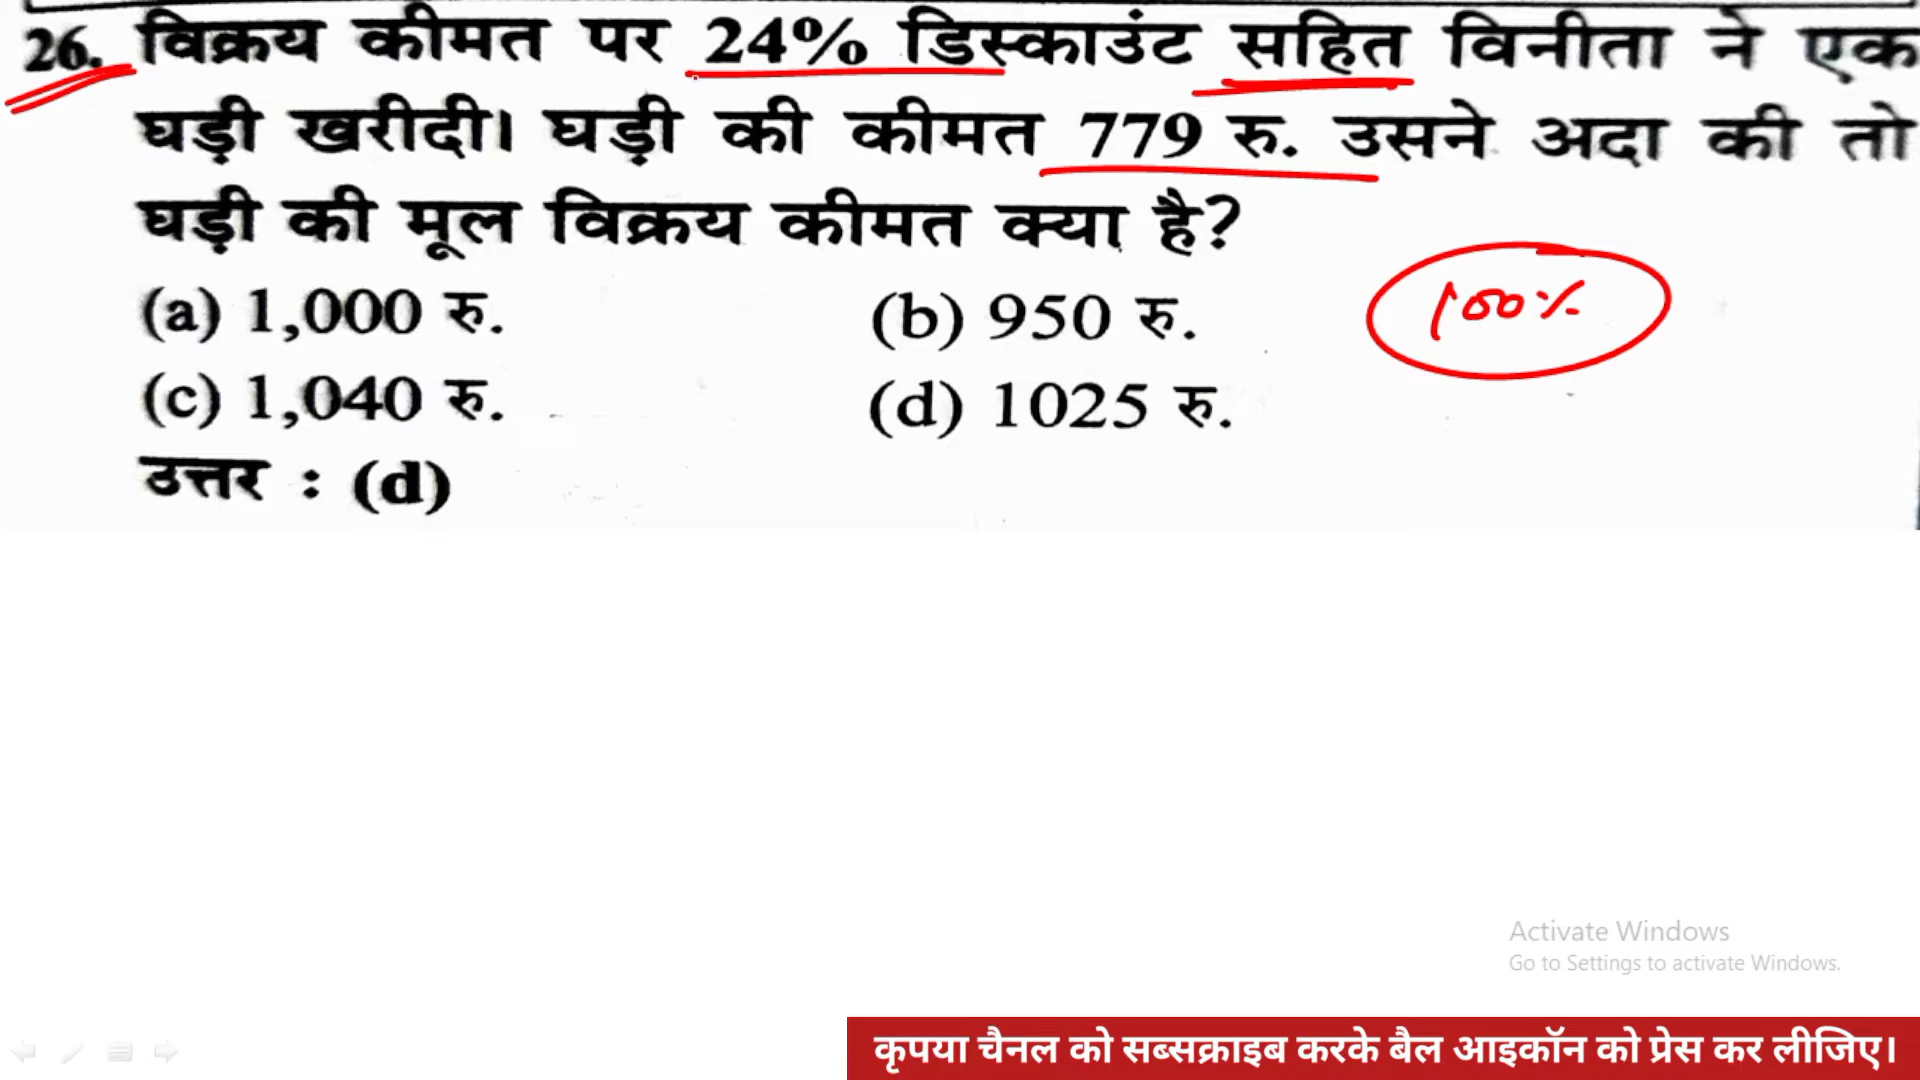 26. विक्रय कीमत पर 24% डिस्काउंट सहित विनीता ने एक
घड़ी खरीदी। घड़ी की कीमत 779 रु. उसने अदा की तो
घड़ी की मूल विक्रय कीमत क्या है?
(a) 1,000 रु. (b) 950 रु.
100%
(c) 1,040 रु. (d) 1025 रु.
उत्तर : (d)
Activate Windows
Go to Settings to activate Windows.
कृपया चैनल को सब्सक्राइब करके बैल आइकॉन को प्रेस कर लीजिए।